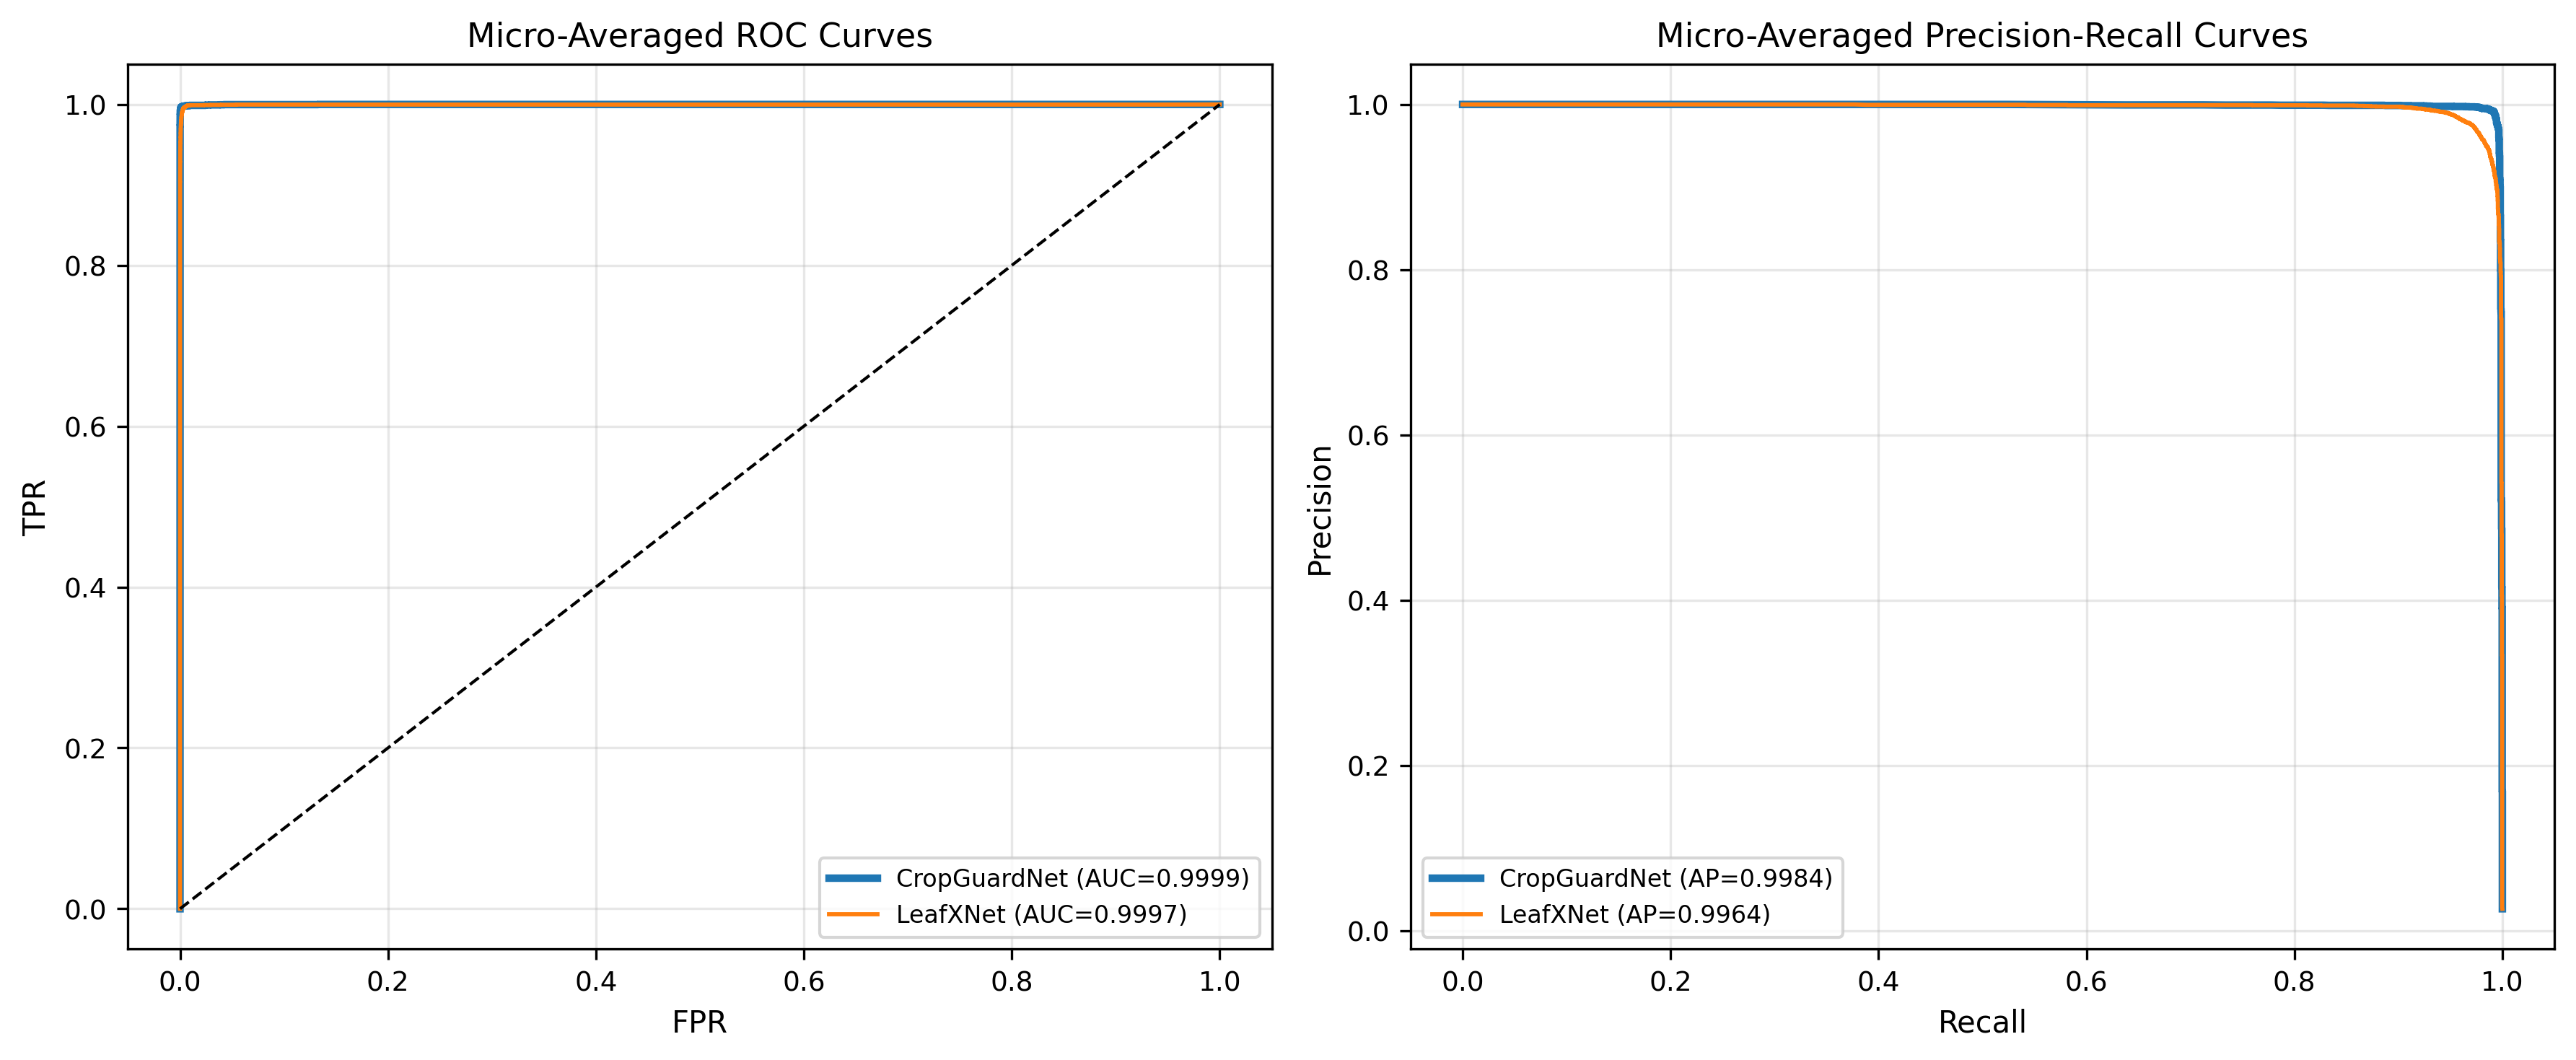 Micro-Averaged ROC Curves
1.0
0.8
0.6
0.4
0.2
0.0
TPR
0.0 0.2 0.4 0.6 0.8 1.0
FPR
CropGuardNet (AUC=0.9999)
LeafXNet (AUC=0.9997)
Micro-Averaged Precision-Recall Curves
1.0
0.8
0.6
0.4
0.2
0.0
Precision
0.0 0.2 0.4 0.6 0.8 1.0
Recall
CropGuardNet (AP=0.9984)
LeafXNet (AP=0.9964)